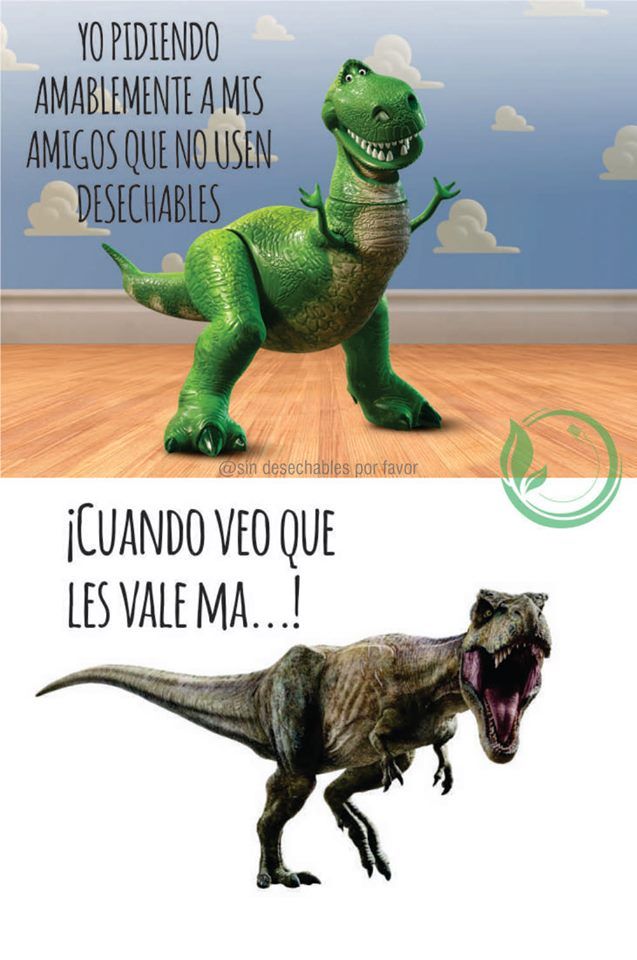 YO PIDIENDO
AMABLEMENTE A MIS
AMIGOS QUE NO USEN
DESECHABLES
@sin desechables por favor
¡CUANDO VEO QUE
LES VALE MA...!